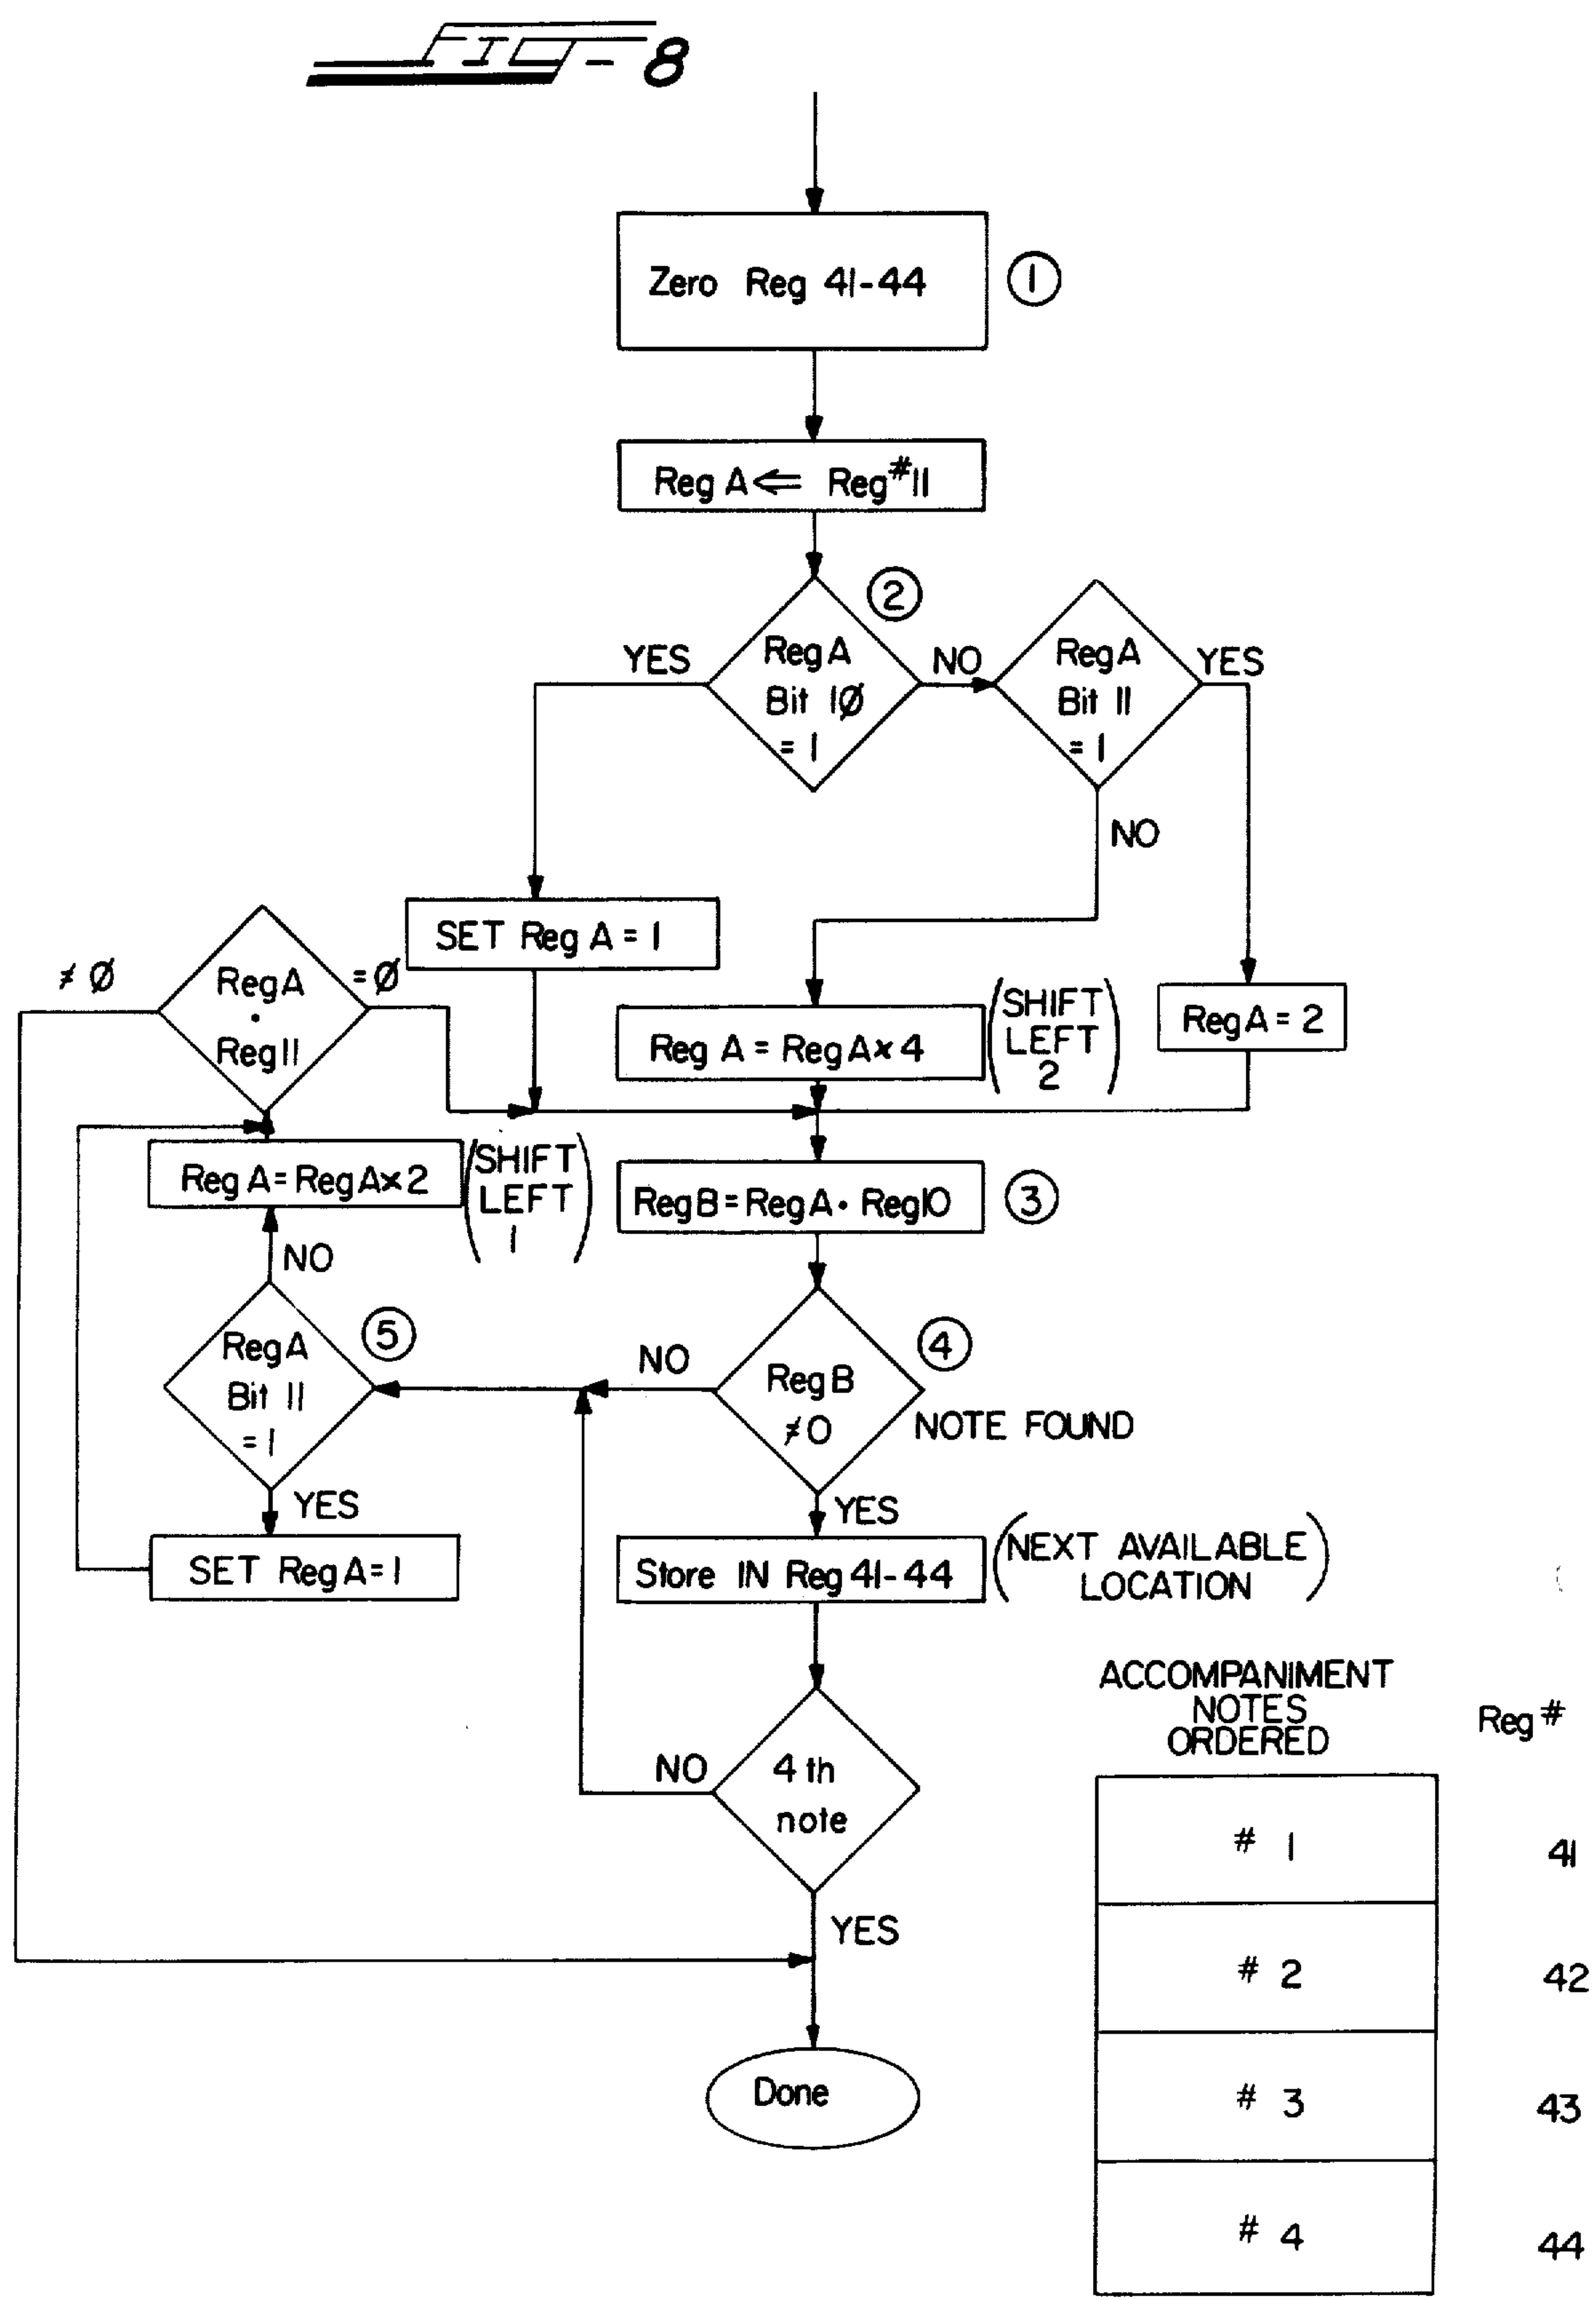 FIG-8
Zero Reg 41-44
1
Reg A ⇐ Reg #11
2
YES
Reg A
Bit 1Ø
= 1
NO
Reg A
Bit 11
= 1
YES
NO
SET Reg A = 1
≠ Ø
Reg A
·
Reg 11
= Ø
Reg A = Reg A x 4
(SHIFT
LEFT
2)
Reg A = 2
Reg A = Reg A x 2
(SHIFT
LEFT
1)
Reg B = Reg A · Reg 10
3
NO
Reg A
Bit 11
= 1
5
NO
Reg B
≠ 0
4
NOTE FOUND
YES
YES
SET Reg A = 1
Store IN Reg 41-44
(NEXT AVAILABLE
LOCATION)
NO
4 th
note
YES
Done
ACCOMPANIMENT
NOTES
ORDERED
Reg #
# 1 41
# 2 42
# 3 43
# 4 44